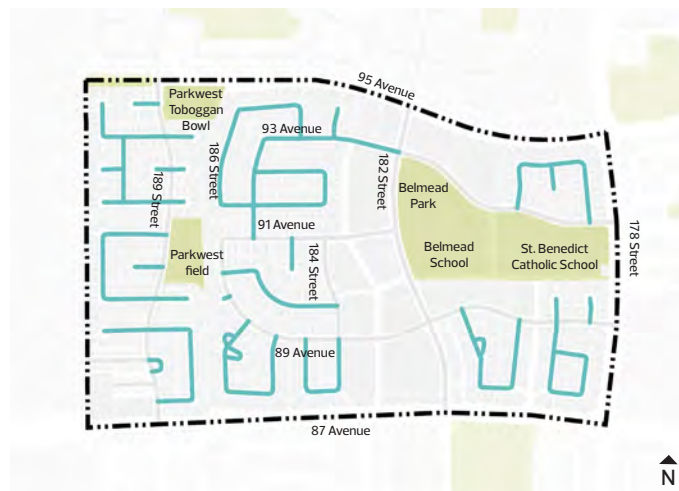 95 Avenue
Parkwest
Toboggan
Bowl
93 Avenue
186 Street
182 Street
189 Street
Belmead
Park
91 Avenue
178 Street
Parkwest
field
184 Street
Belmead
School
St. Benedict
Catholic School
89 Avenue
87 Avenue
N